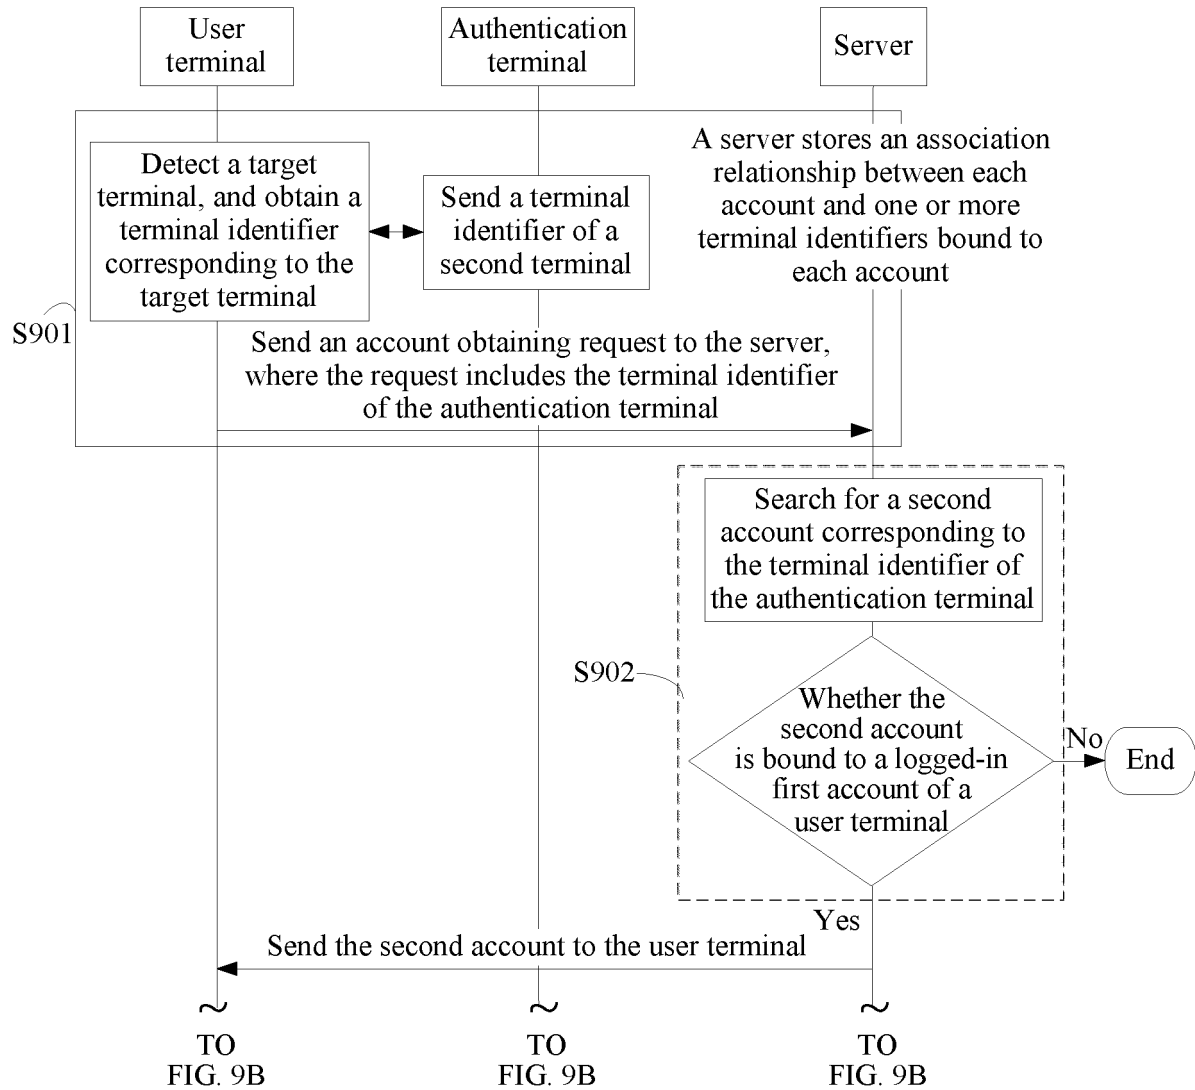 User
terminal
Authentication
terminal
Server
Detect a target
terminal, and obtain a
terminal identifier
corresponding to the
target terminal
Send a terminal
identifier of a
second terminal
A server stores an association
relationship between each
account and one or more
terminal identifiers bound to
each account
S901
Send an account obtaining request to the server,
where the request includes the terminal identifier
of the authentication terminal
Search for a second
account corresponding to
the terminal identifier of
the authentication terminal
S902
Whether the
second account
is bound to a logged-in
first account of a
user terminal
No
End
Yes
Send the second account to the user terminal
TO
FIG. 9B
TO
FIG. 9B
TO
FIG. 9B